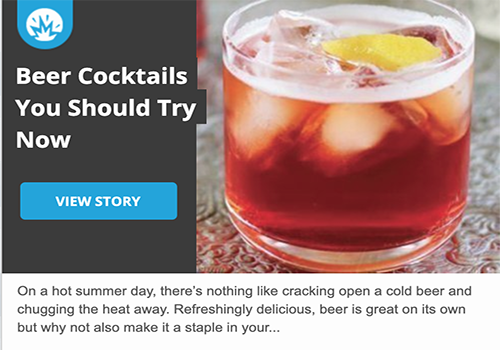 Beer Cocktails
You Should Try
Now
VIEW STORY
On a hot summer day, there's nothing like cracking open a cold beer and
chugging the heat away. Refreshingly delicious, beer is great on its own
but why not also make it a staple in your...